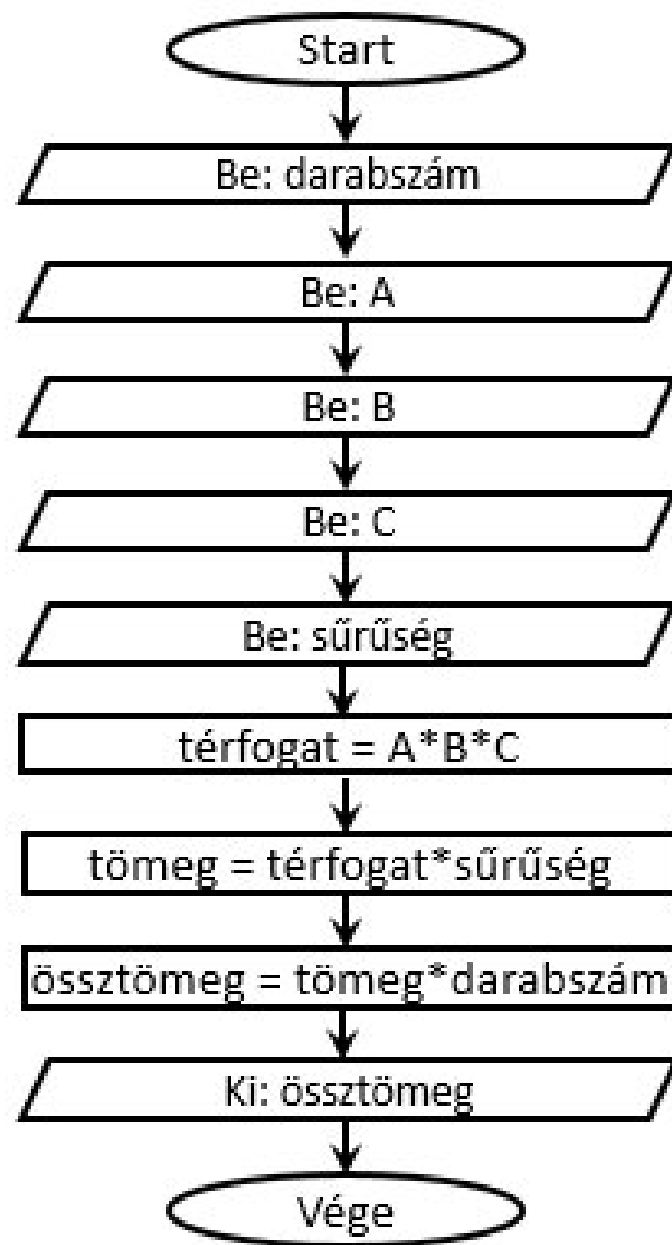 Start
Be: darabszám
Be: A
Be: B
Be: C
Be: sűrűség
térfogat = A*B*C
tömeg = térfogat*sűrűség
össztömeg = tömeg*darabszám
Ki: össztömeg
Vége